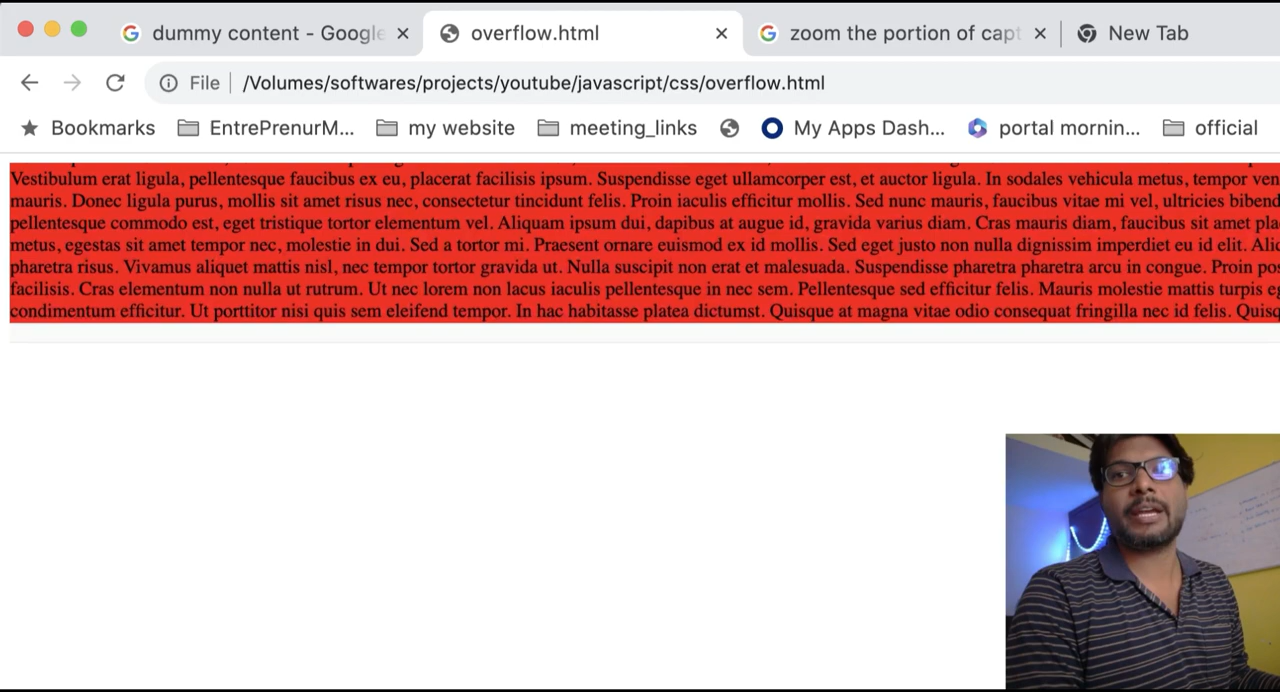 dummy content - Google
overflow.html
zoom the portion of capt
New Tab
File
/Volumes/softwares/projects/youtube/javascript/css/overflow.html
Bookmarks
EntrePrenurM...
my website
meeting_links
My Apps Dash...
portal mornin...
official
Vestibulum erat ligula, pellentesque faucibus ex eu, placerat facilisis ipsum. Suspendisse eget ullamcorper est, et auctor ligula. In sodales vehicula metus, tempor ven
mauris. Donec ligula purus, mollis sit amet risus nec, consectetur tincidunt felis. Proin iaculis efficitur mollis. Sed nunc mauris, faucibus vitae mi vel, ultricies bibend
pellentesque commodo est, eget tristique tortor elementum vel. Aliquam ipsum dui, dapibus at augue id, gravida varius diam. Cras mauris diam, faucibus sit amet pla
metus, egestas sit amet tempor nec, molestie in dui. Sed a tortor mi. Praesent ornare euismod ex id mollis. Sed eget justo non nulla dignissim imperdiet eu id elit. Alic
pharetra risus. Vivamus aliquet mattis nisl, nec tempor tortor gravida ut. Nulla suscipit non erat et malesuada. Suspendisse pharetra pharetra arcu in congue. Proin pos
facilisis. Cras elementum non nulla ut rutrum. Ut nec lorem non lacus iaculis pellentesque in nec sem. Pellentesque sed efficitur felis. Mauris molestie mattis turpis eg
condimentum efficitur. Ut porttitor nisi quis sem eleifend tempor. In hac habitasse platea dictumst. Quisque at magna vitae odio consequat fringilla nec id felis. Quisq